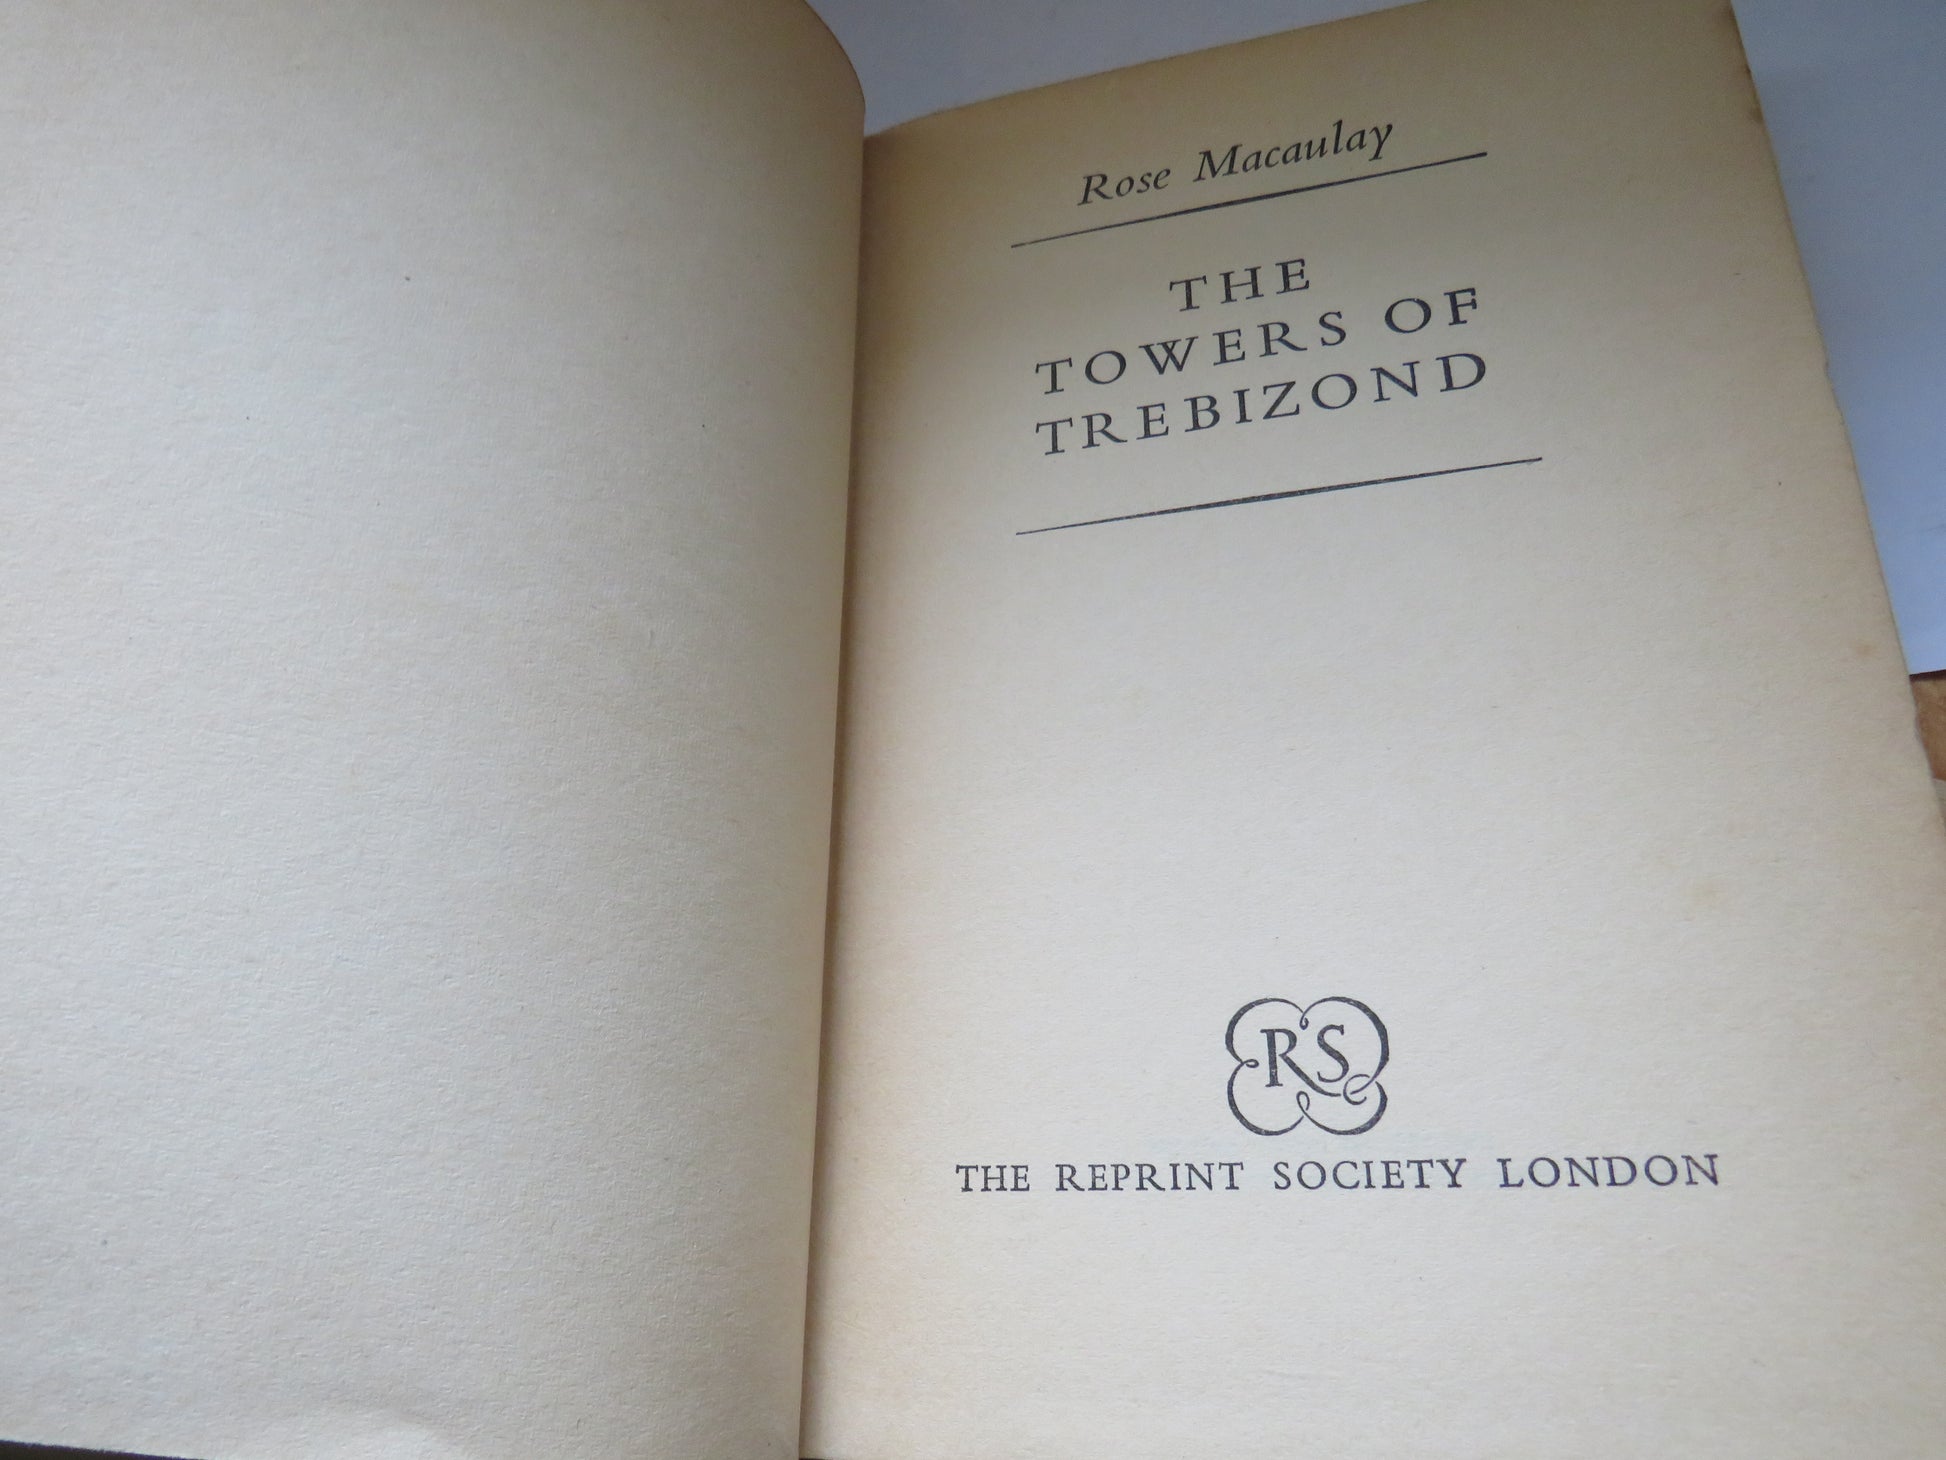 Rose Macaulay
THE
TOWERS OF
TREBIZOND
RS
THE REPRINT SOCIETY LONDON